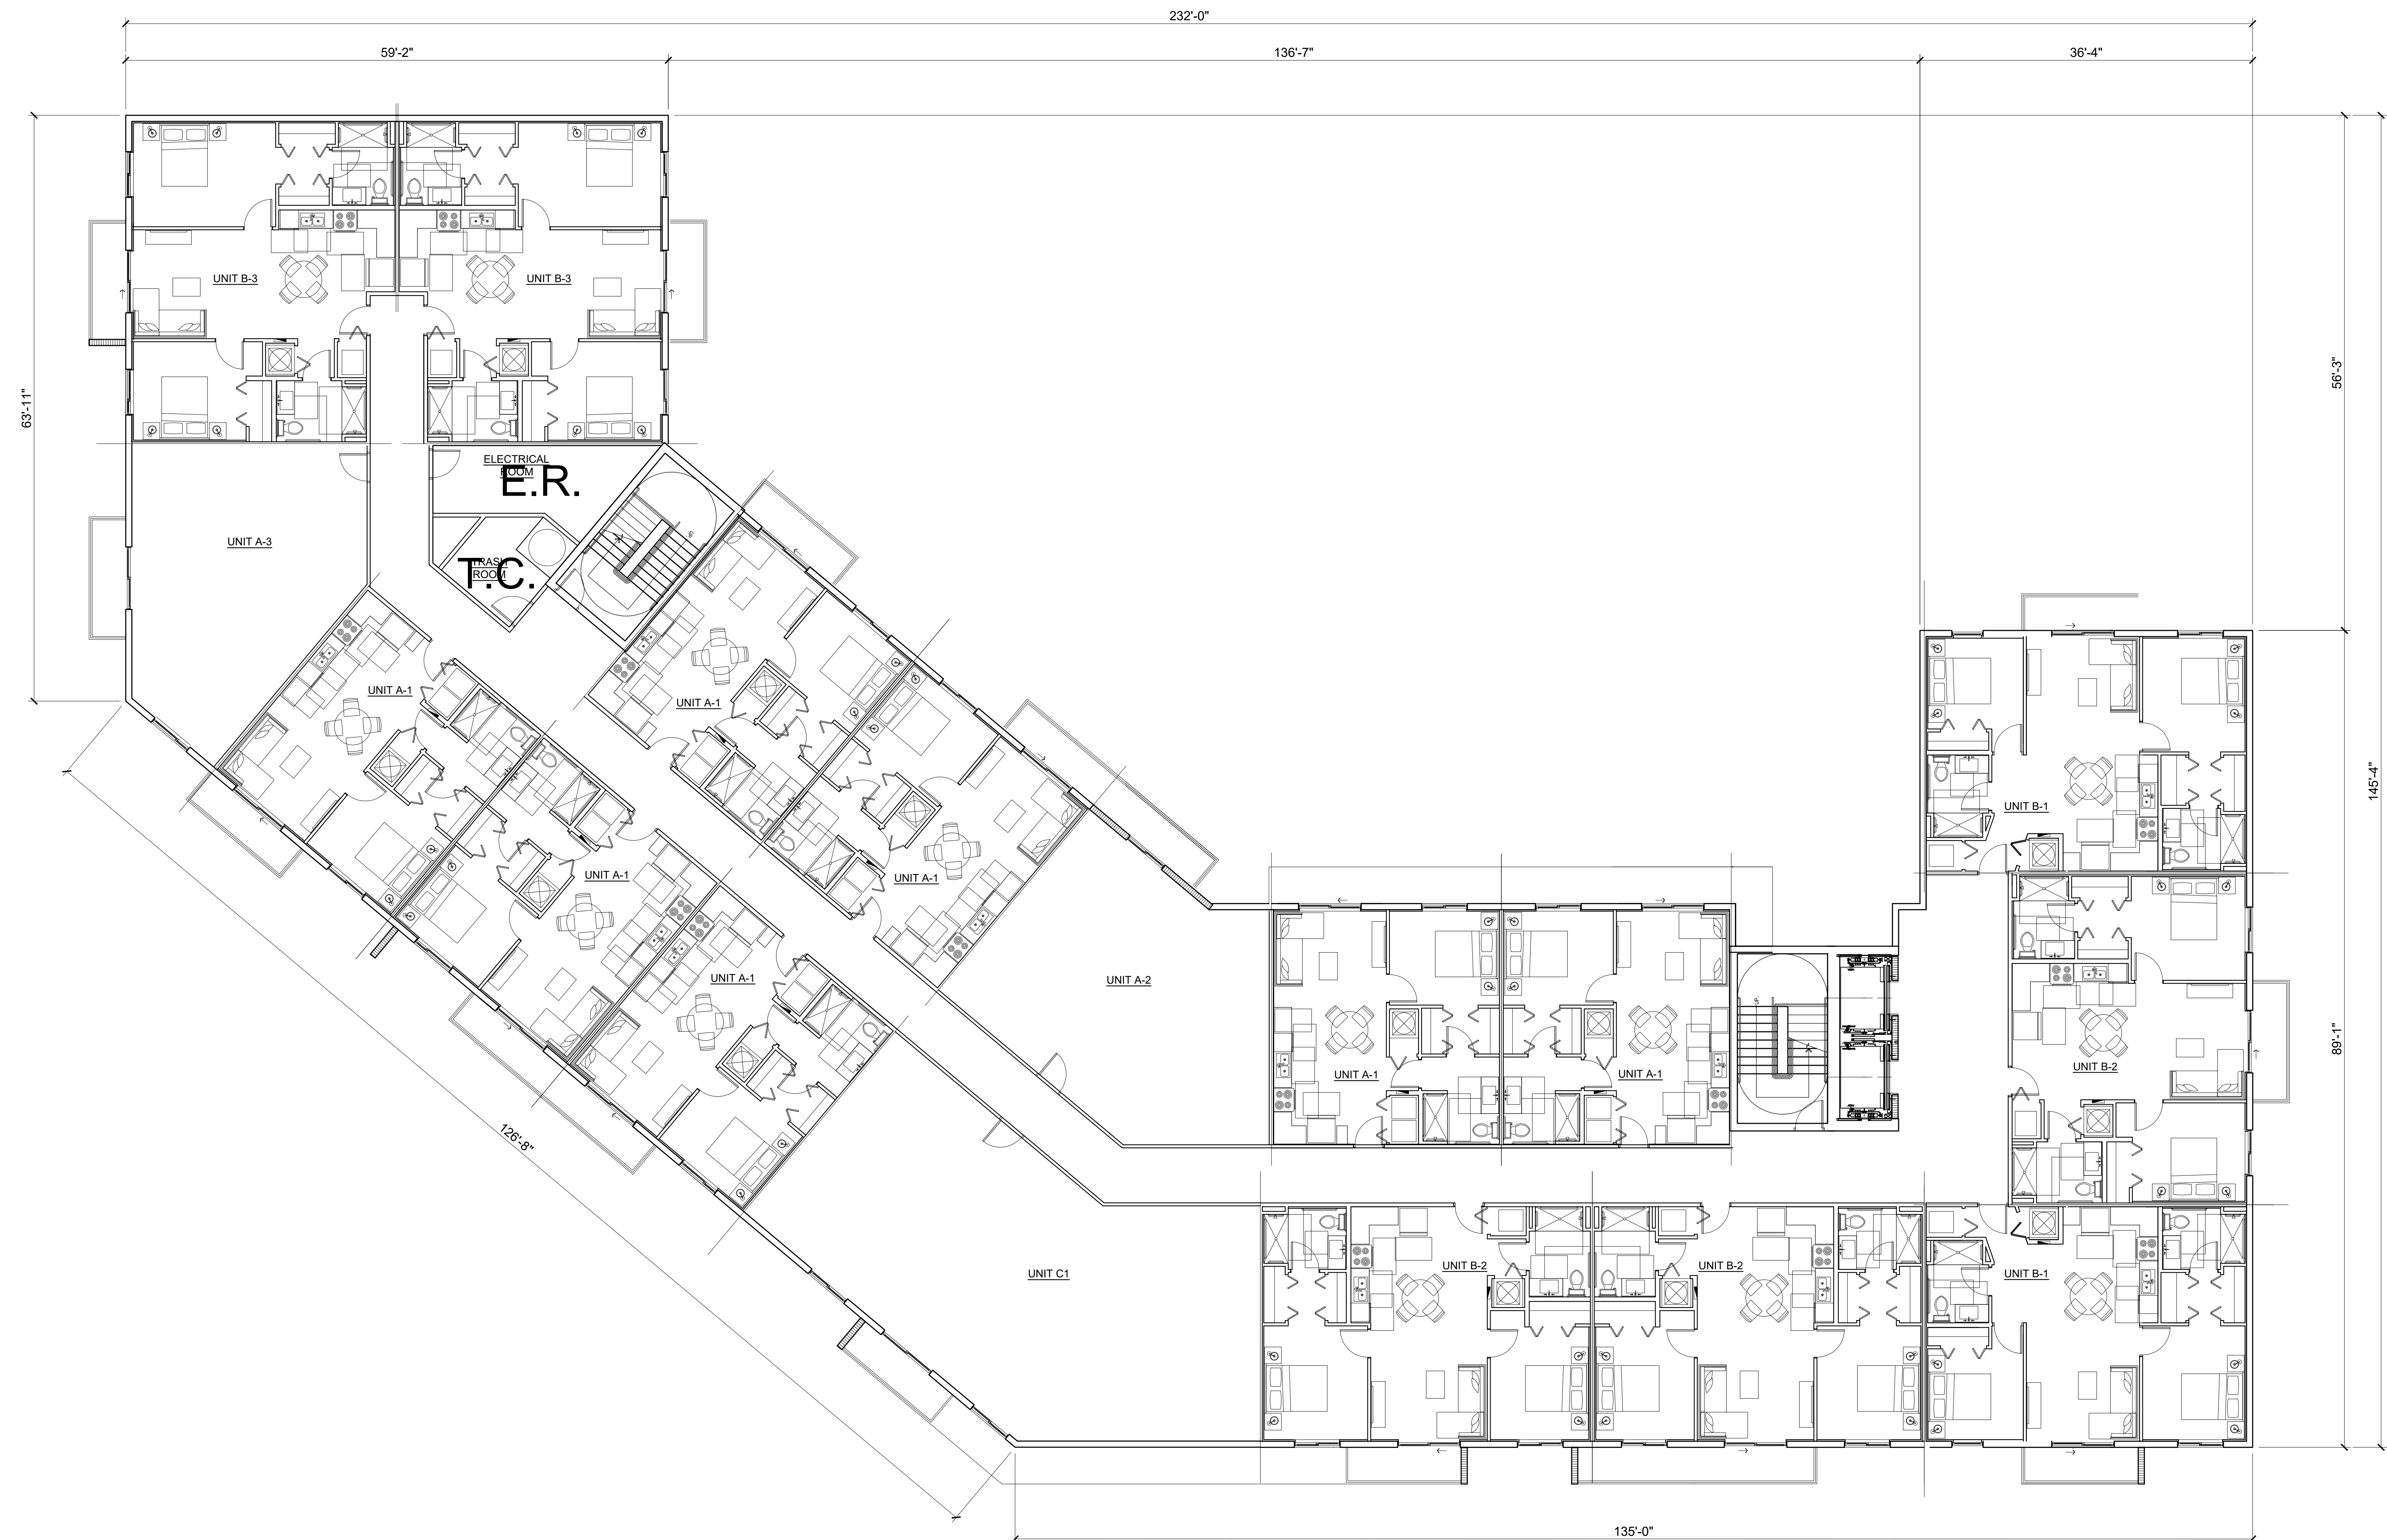 232'-0"
59'-2"
136'-7"
36'-4"
63'-11"
UNIT B-3
UNIT B-3
56'-3"
ELECTRICAL
ROOM
E.R.
UNIT A-3
TRASH
ROOM
T.C.
UNIT A-1
UNIT A-1
145'-4"
UNIT B-1
UNIT A-1
UNIT A-1
UNIT A-1
UNIT A-2
89'-1"
UNIT A-1
UNIT A-1
UNIT B-2
126'-8"
UNIT C1
UNIT B-2
UNIT B-2
UNIT B-1
135'-0"